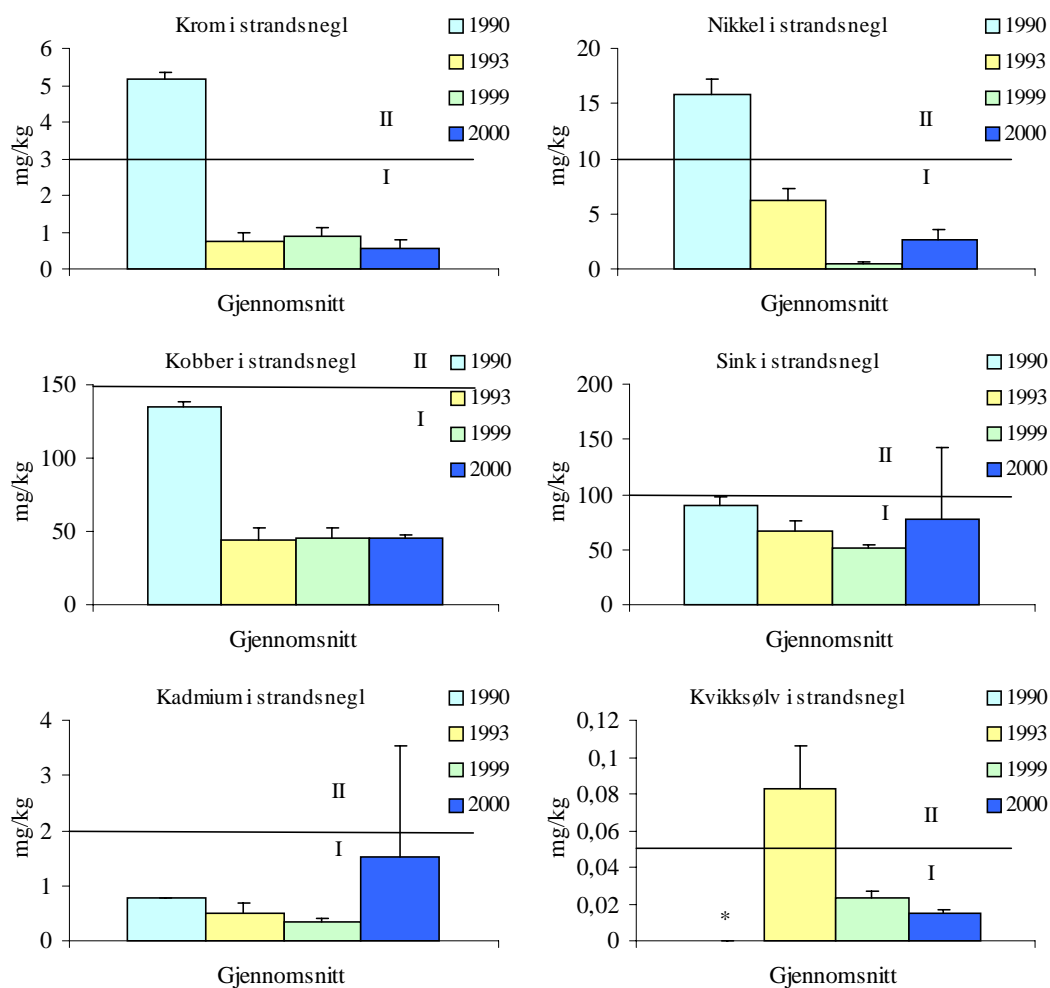 Krom i strandsnegl
1990
1993
1999
2000
6
5
4
3
2
1
0
mg/kg
II
I
Gjennomsnitt
Nikkel i strandsnegl
1990
1993
1999
2000
20
15
10
5
0
mg/kg
II
I
Gjennomsnitt
Kobber i strandsnegl
1990
1993
1999
2000
150
100
50
0
mg/kg
II
I
Gjennomsnitt
Sink i strandsnegl
1990
1993
1999
2000
200
150
100
50
0
mg/kg
II
I
Gjennomsnitt
Kadmium i strandsnegl
1990
1993
1999
2000
4
3
2
1
0
mg/kg
II
I
Gjennomsnitt
Kvikksølv i strandsnegl
1990
1993
1999
2000
0,12
0,1
0,08
0,06
0,04
0,02
0
mg/kg
II
I
*
Gjennomsnitt